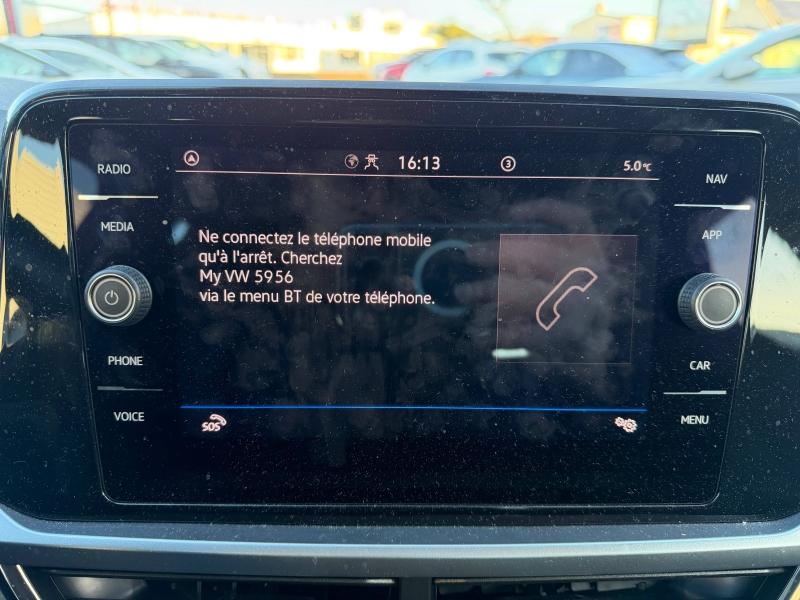 RADIO
MEDIA
PHONE
VOICE
16:13
3
5.0°C
Ne connectez le téléphone mobile
qu'à l'arrêt. Cherchez
My VW 5956
via le menu BT de votre téléphone.
SOS
NAV
APP
CAR
MENU